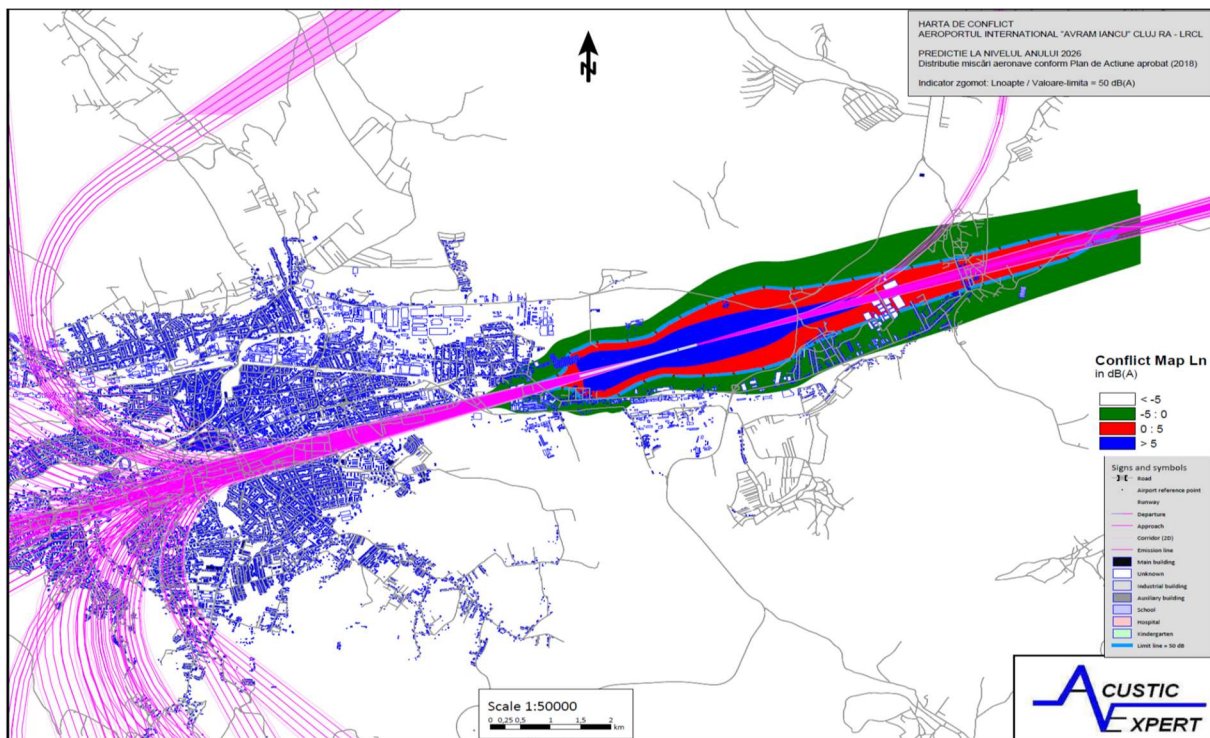 HARTA DE CONFLICT
AEROPORTUL INTERNATIONAL "AVRAM IANCU" CLUJ RA - LRCL
PREDICTIE LA NIVELUL ANULUI 2026
Distributie miscări aeronave conform Plan de Actiune aprobat (2018)
Indicator zgomot: Lnoapte / Valoare-limita = 50 dB(A)
N
Conflict Map Ln
in dB(A)
< -5
-5 : 0
0 : 5
> 5
Signs and symbols
Road
Airport reference point
Runway
Departure
Approach
Corridor (2D)
Emission line
Main building
Unknown
Industrial building
Auxiliary building
School
Hospital
Kindergarten
Limit line = 50 dB
Scale 1:50000
0 0,25 0,5 1 1,5 2
km
ACUSTIC
EXPERT